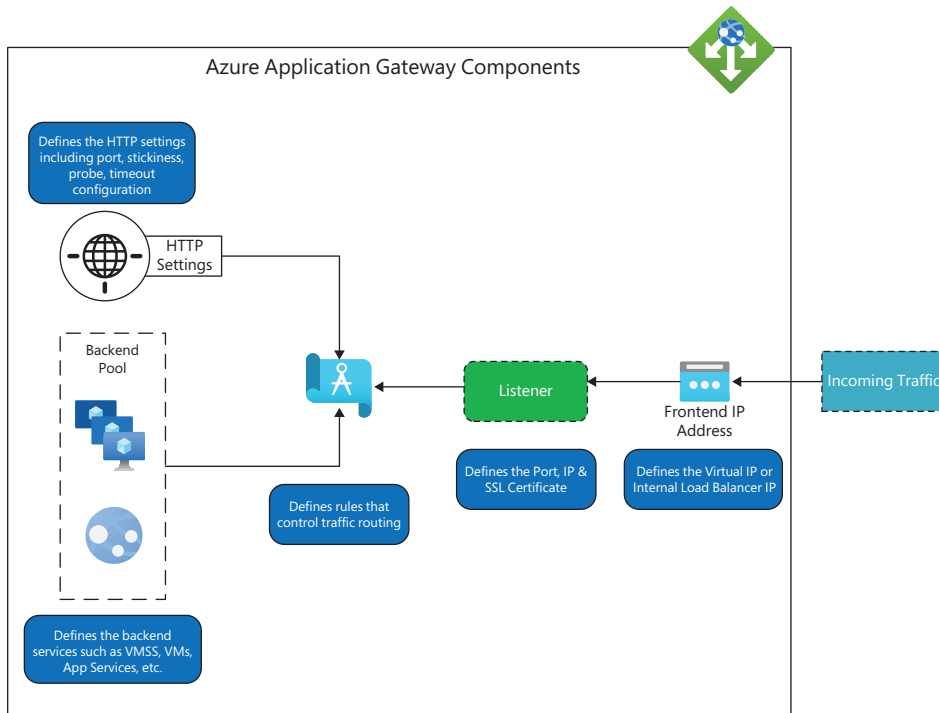 Azure Application Gateway Components
Defines the HTTP settings
including port, stickiness,
probe, timeout
configuration
HTTP
Settings
Backend
Pool
Listener
Incoming Traffic
Frontend IP
Address
Defines the Port, IP &
SSL Certificate
Defines the Virtual IP or
Internal Load Balancer IP
Defines rules that
control traffic routing
Defines the backend
services such as VMSS, VMs,
App Services, etc.